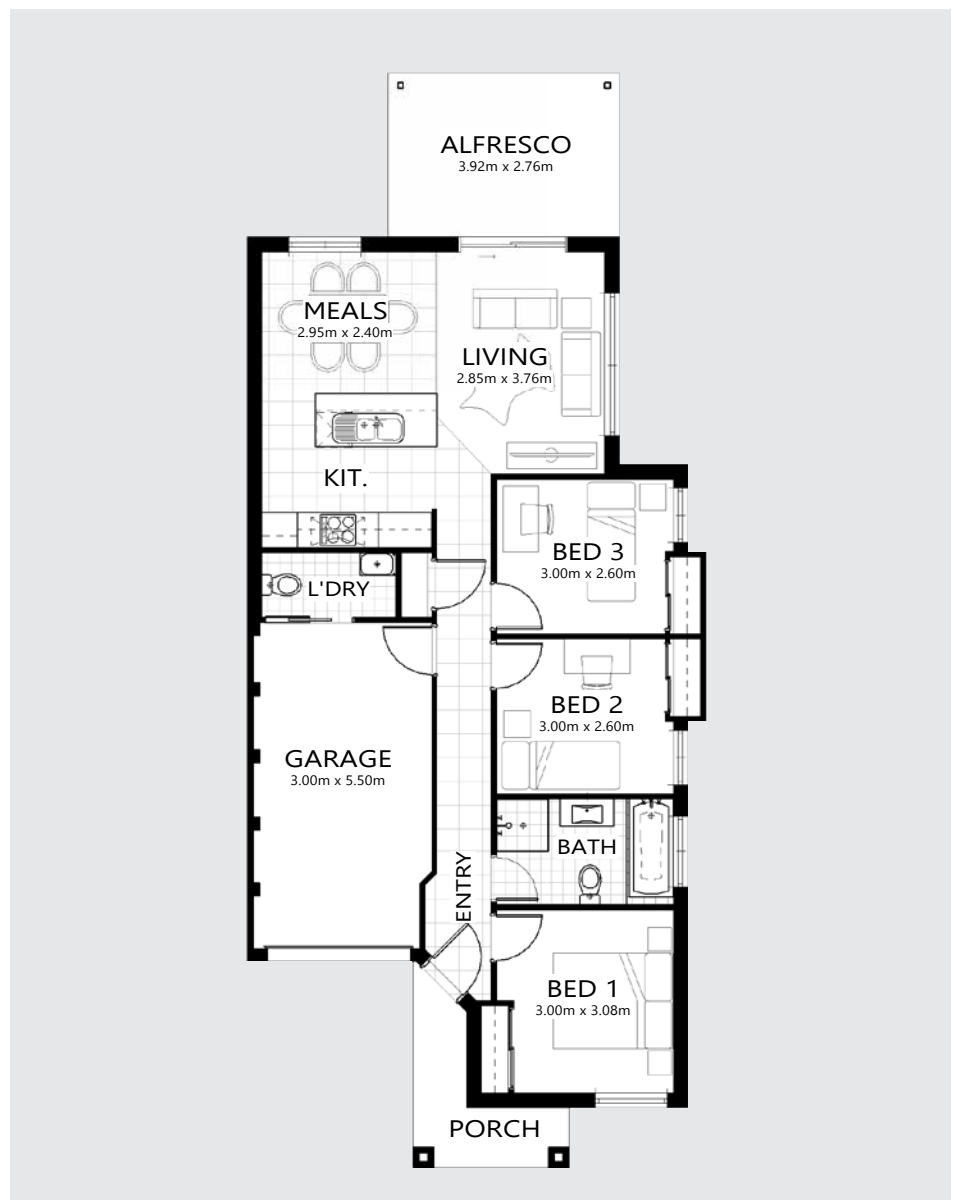 ALFRESCO
3.92m x 2.76m
MEALS
2.95m x 2.40m
LIVING
2.85m x 3.76m
KIT.
BED 3
3.00m x 2.60m
L'DRY
BED 2
3.00m x 2.60m
GARAGE
3.00m x 5.50m
BATH
ENTRY
BED 1
3.00m x 3.08m
PORCH